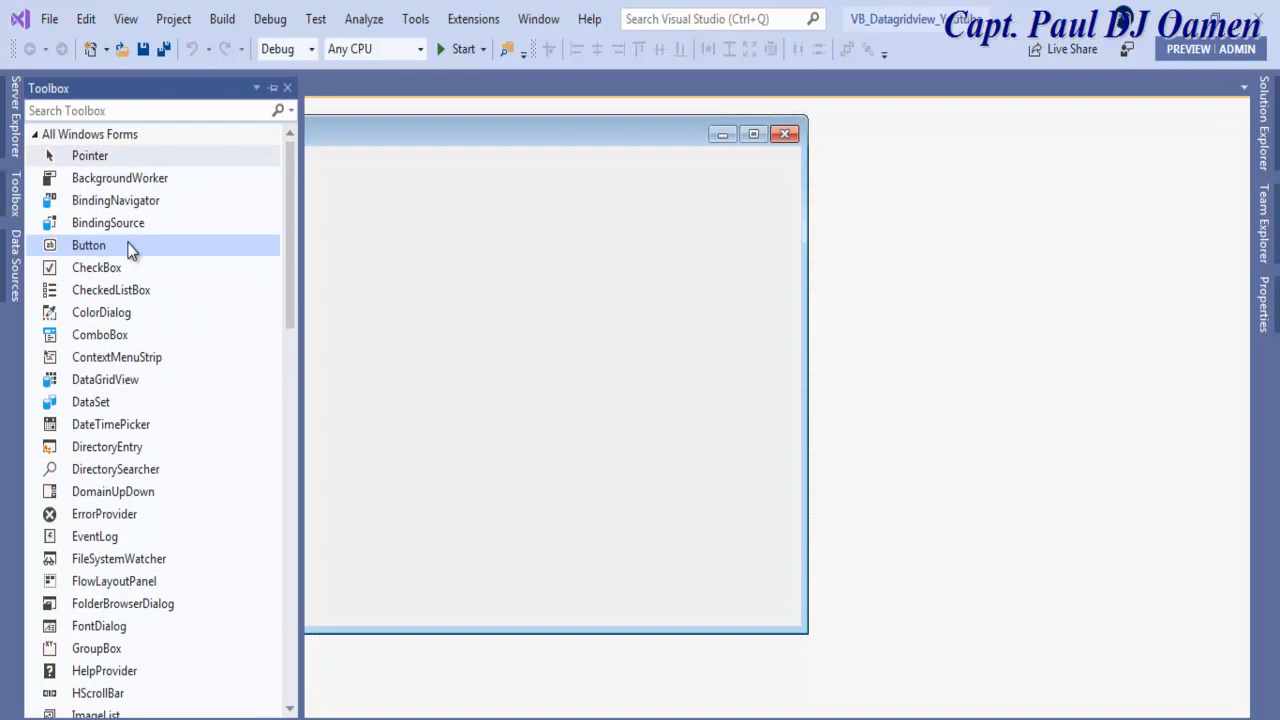 File Edit View Project Build Debug Test Analyze Tools Extensions Window Help Search Visual Studio (Ctrl+Q) VB_Datagridview_
Capt. Paul DJ Oamen
Debug Any CPU Start Live Share PREVIEW | ADMIN
Toolbox
Search Toolbox
All Windows Forms
Pointer
BackgroundWorker
BindingNavigator
BindingSource
Button
CheckBox
CheckedListBox
ColorDialog
ComboBox
ContextMenuStrip
DataGridView
DataSet
DateTimePicker
DirectoryEntry
DirectorySearcher
DomainUpDown
ErrorProvider
EventLog
FileSystemWatcher
FlowLayoutPanel
FolderBrowserDialog
FontDialog
GroupBox
HelpProvider
HScrollBar
ImageList
Server Explorer
Toolbox
Data Sources
Solution Explorer
Team Explorer
Properties